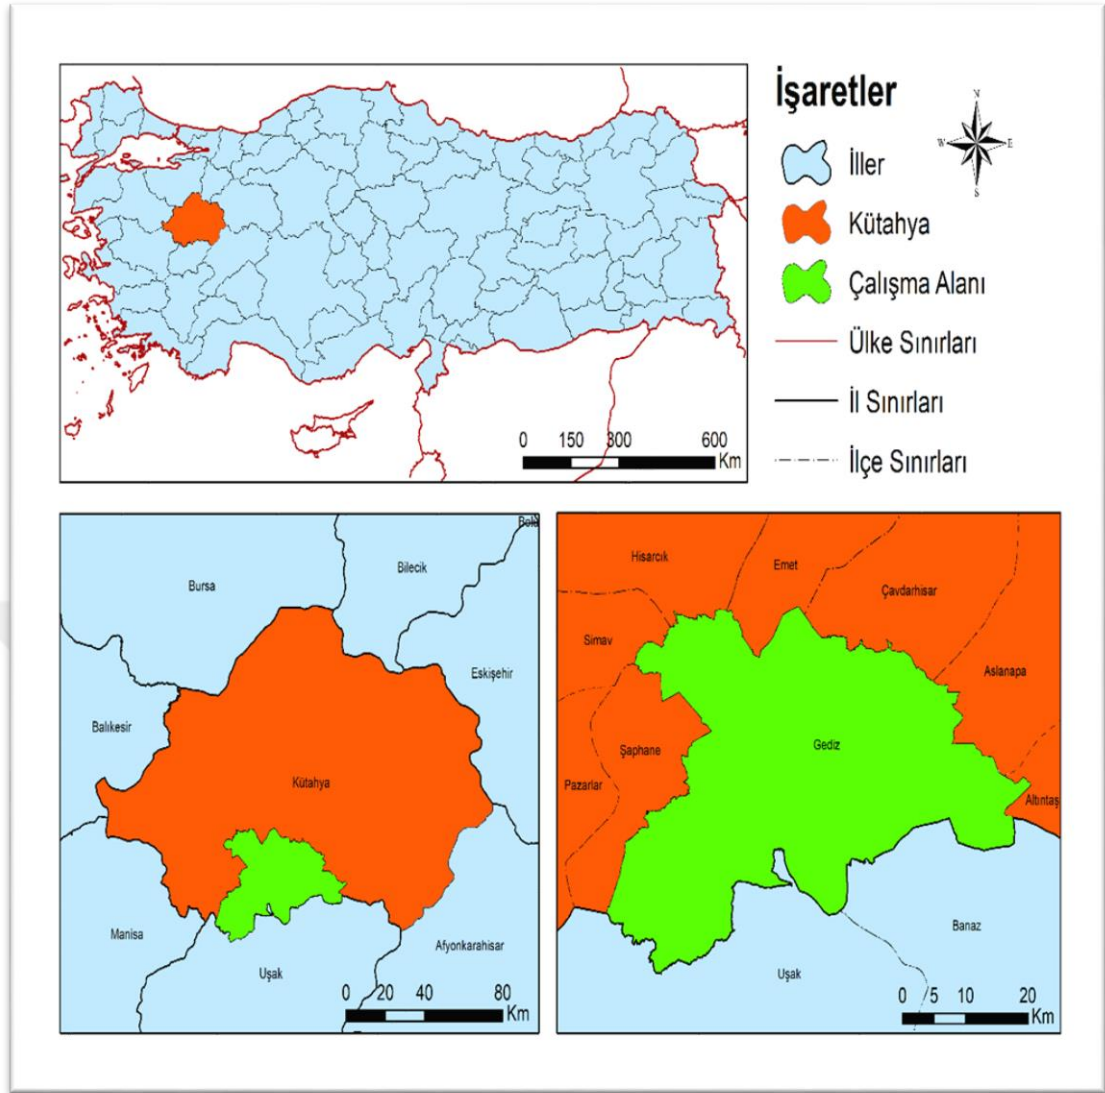 İşaretler
N
W
E
S
İller
Kütahya
Çalışma Alanı
Ülke Sınırları
İl Sınırları
İlçe Sınırları
0 150 300 600
Km
Bolu
Bilecik
Bursa
Eskişehir
Balıkesir
Kütahya
Manisa
Afyonkarahisar
Uşak
0 20 40 80
Km
Hisarcık
Emet
Çavdarhisar
Simav
Aslanapa
Şaphane
Gediz
Pazarlar
Altıntaş
Banaz
Uşak
0 5 10 20
Km